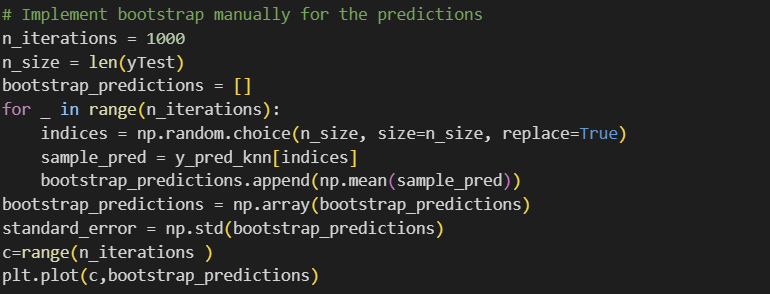 # Implement bootstrap manually for the predictions
n_iterations = 1000
n_size = len(yTest)
bootstrap_predictions = []
for _ in range(n_iterations):
    indices = np.random.choice(n_size, size=n_size, replace=True)
    sample_pred = y_pred_knn[indices]
    bootstrap_predictions.append(np.mean(sample_pred))
bootstrap_predictions = np.array(bootstrap_predictions)
standard_error = np.std(bootstrap_predictions)
c=range(n_iterations )
plt.plot(c,bootstrap_predictions)